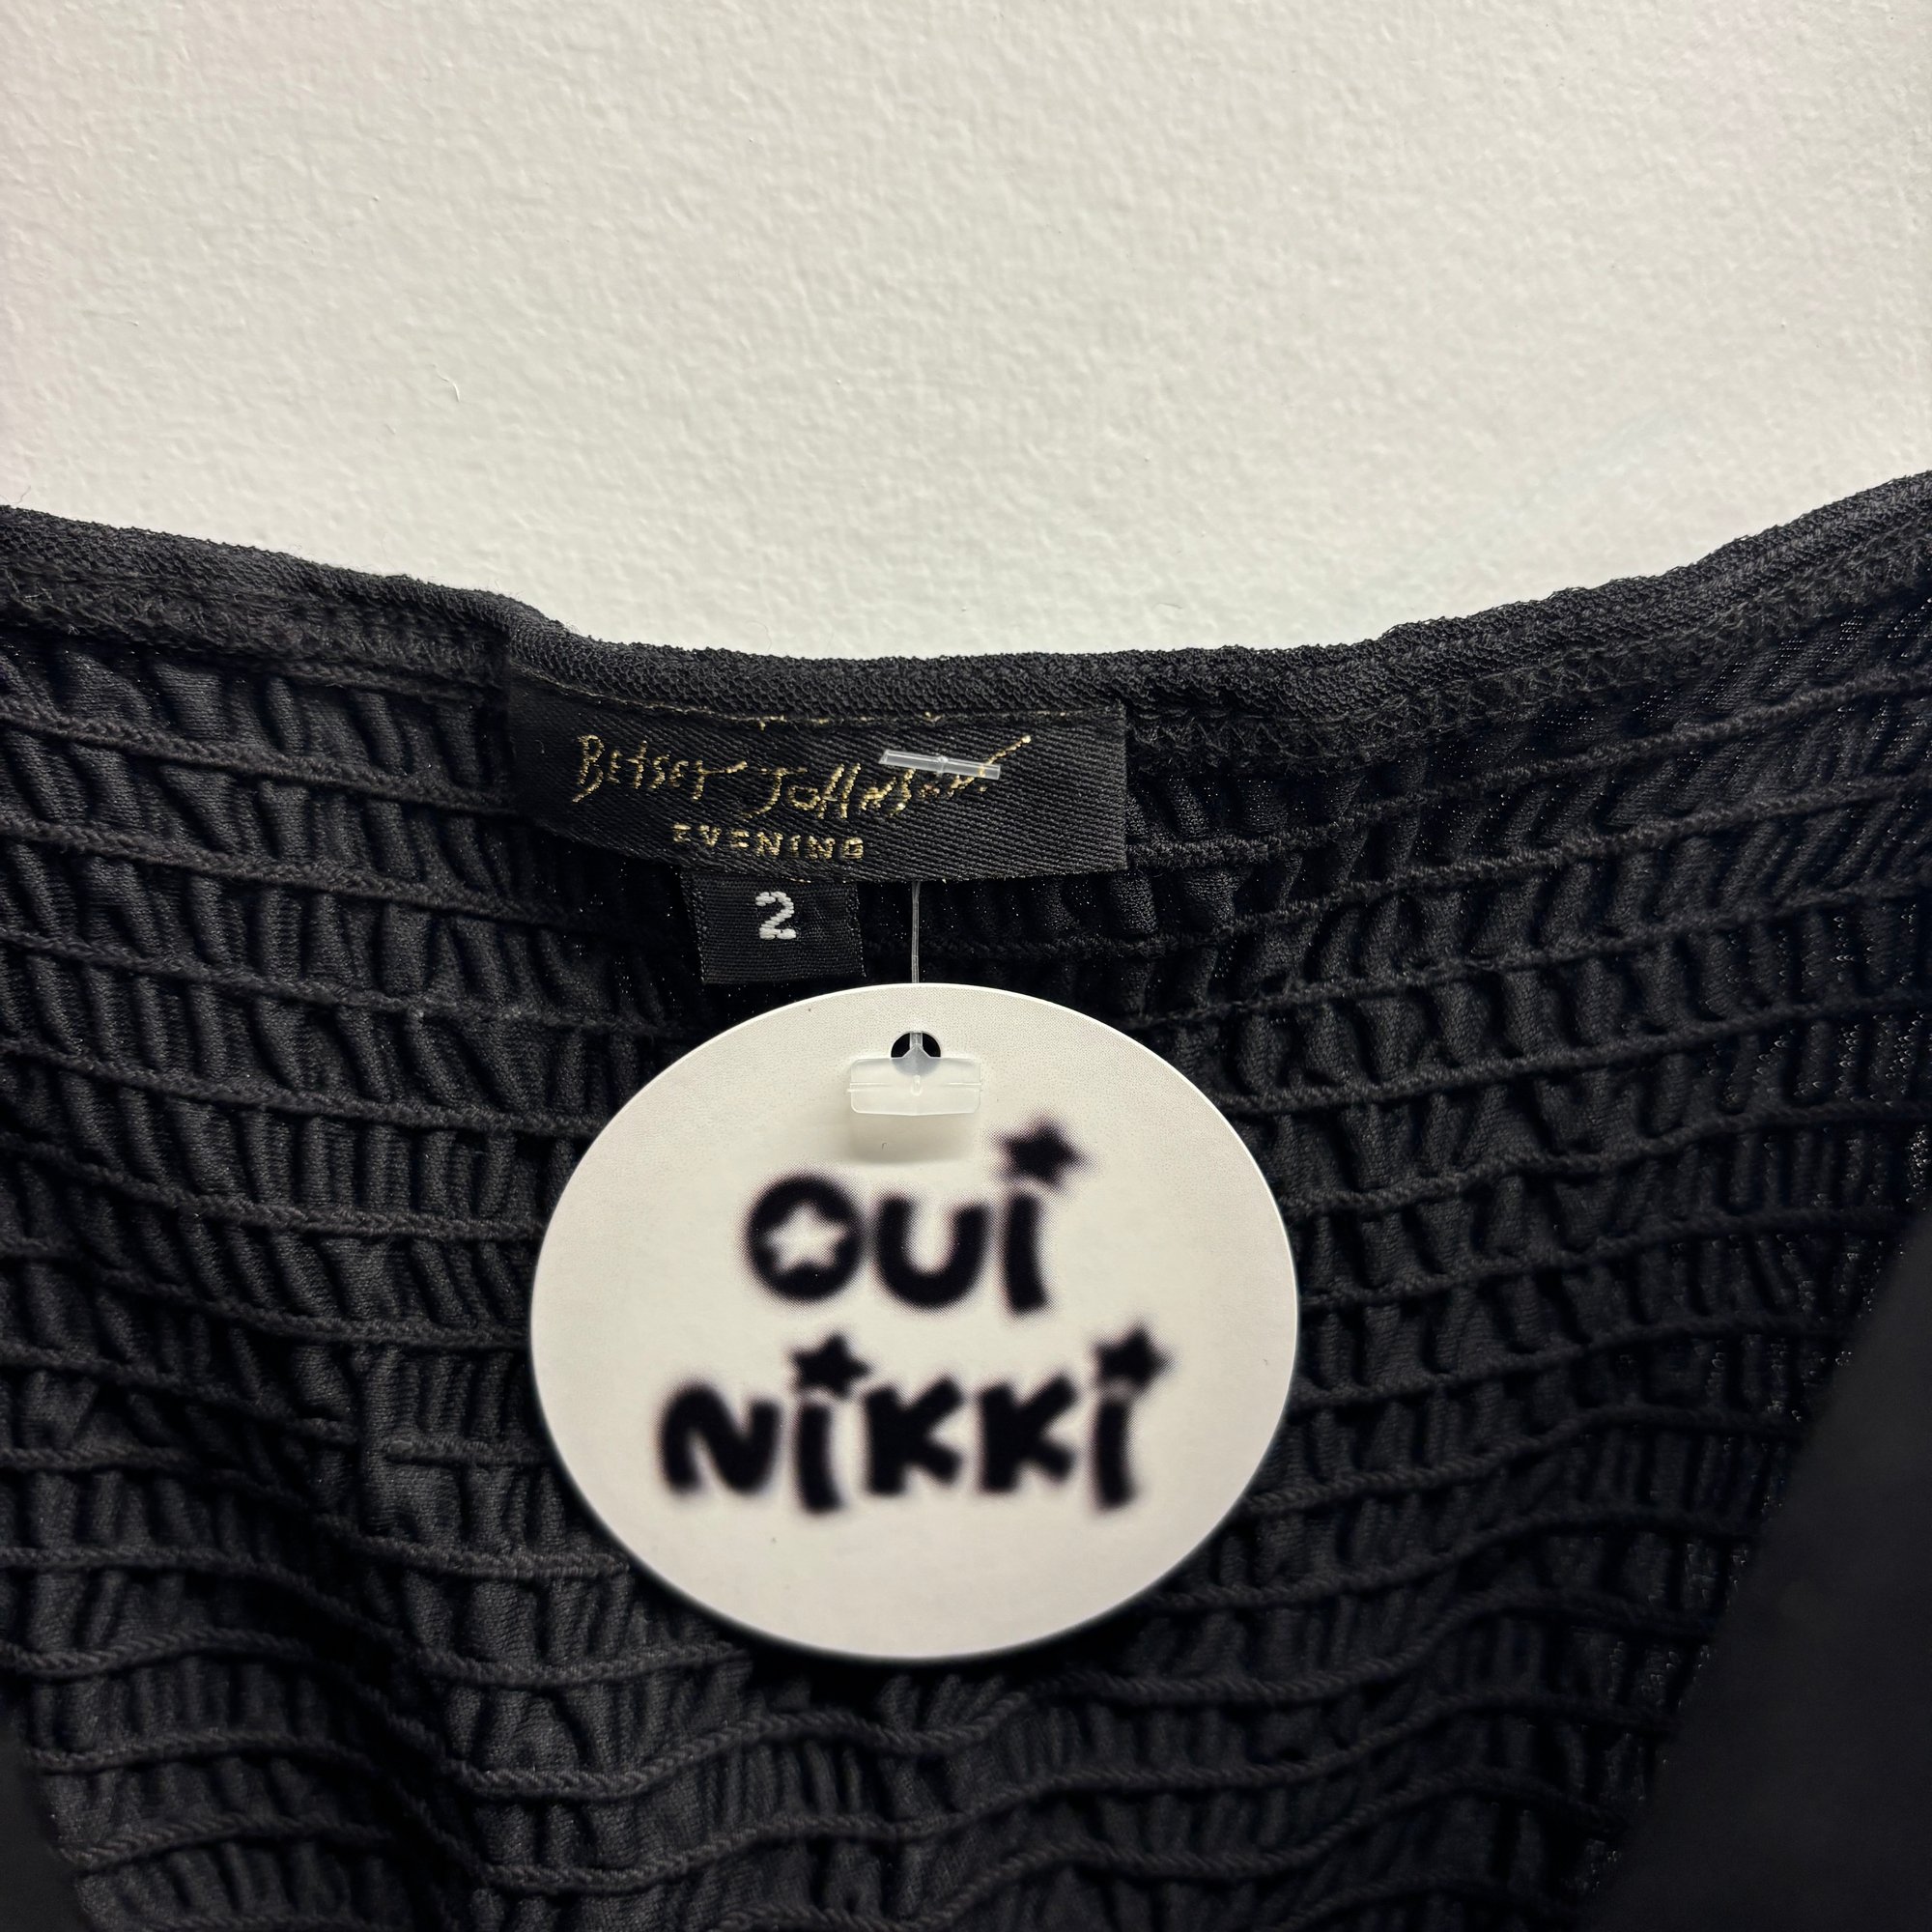 Betsey Johnson
EVENING
2
OUi
NiKKi